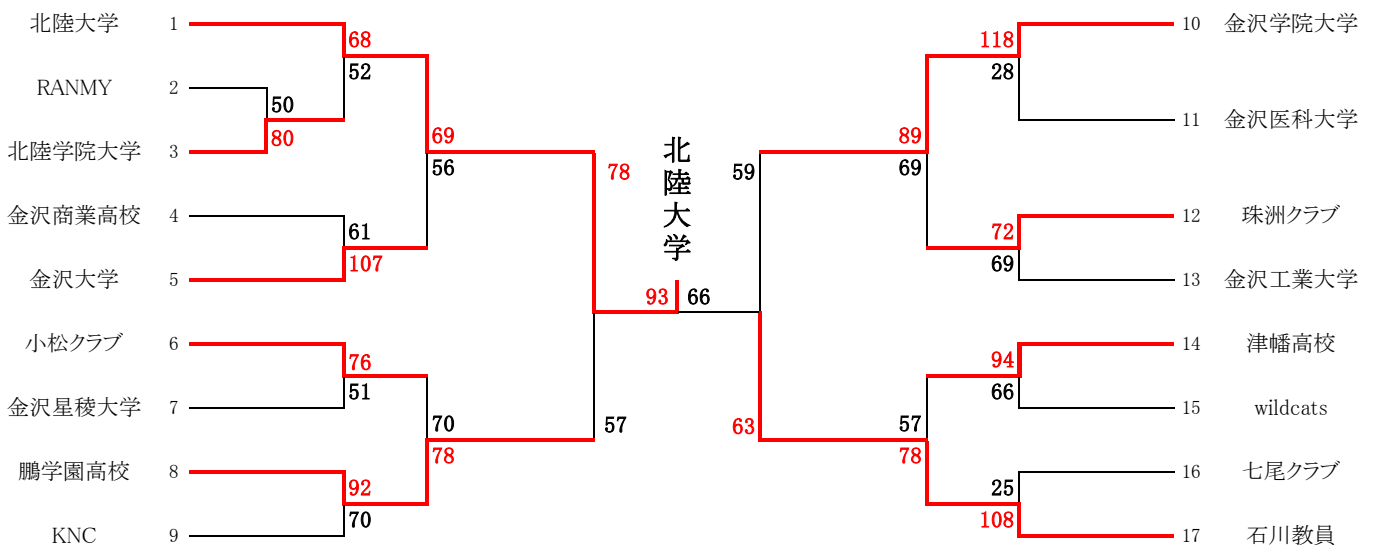 北陸大学 1
RANMY 2
北陸学院大学 3
金沢商業高校 4
金沢大学 5
小松クラブ 6
金沢星稜大学 7
鵬学園高校 8
KNC 9
68
52
50
80
61
107
76
51
92
70
69
56
70
78
78
57
北陸大学
93 66
59
63
89
69
57
78
118
28
72
69
94
66
25
108
10 金沢学院大学
11 金沢医科大学
12 珠洲クラブ
13 金沢工業大学
14 津幡高校
15 wildcats
16 七尾クラブ
17 石川教員